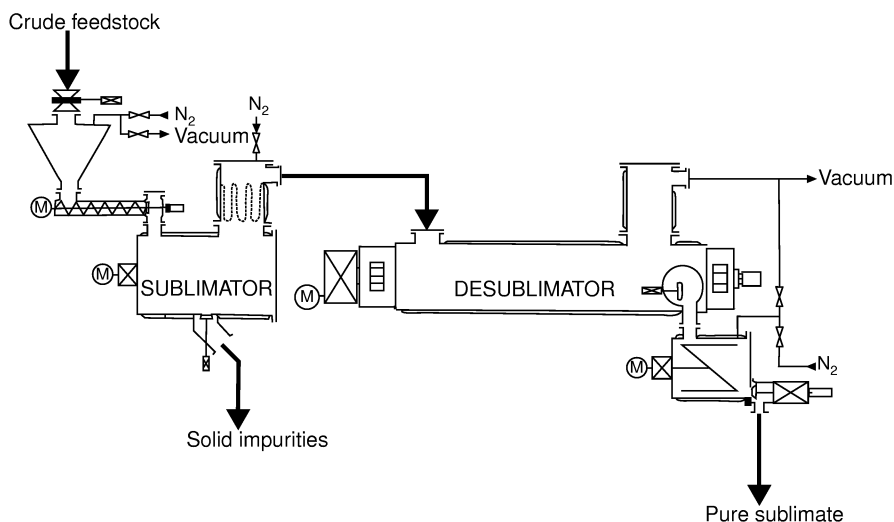 Crude feedstock
N2
N2
Vacuum
Vacuum
M
M
SUBLIMATOR
DESUBLIMATOR
M
M
N2
Solid impurities
Pure sublimate